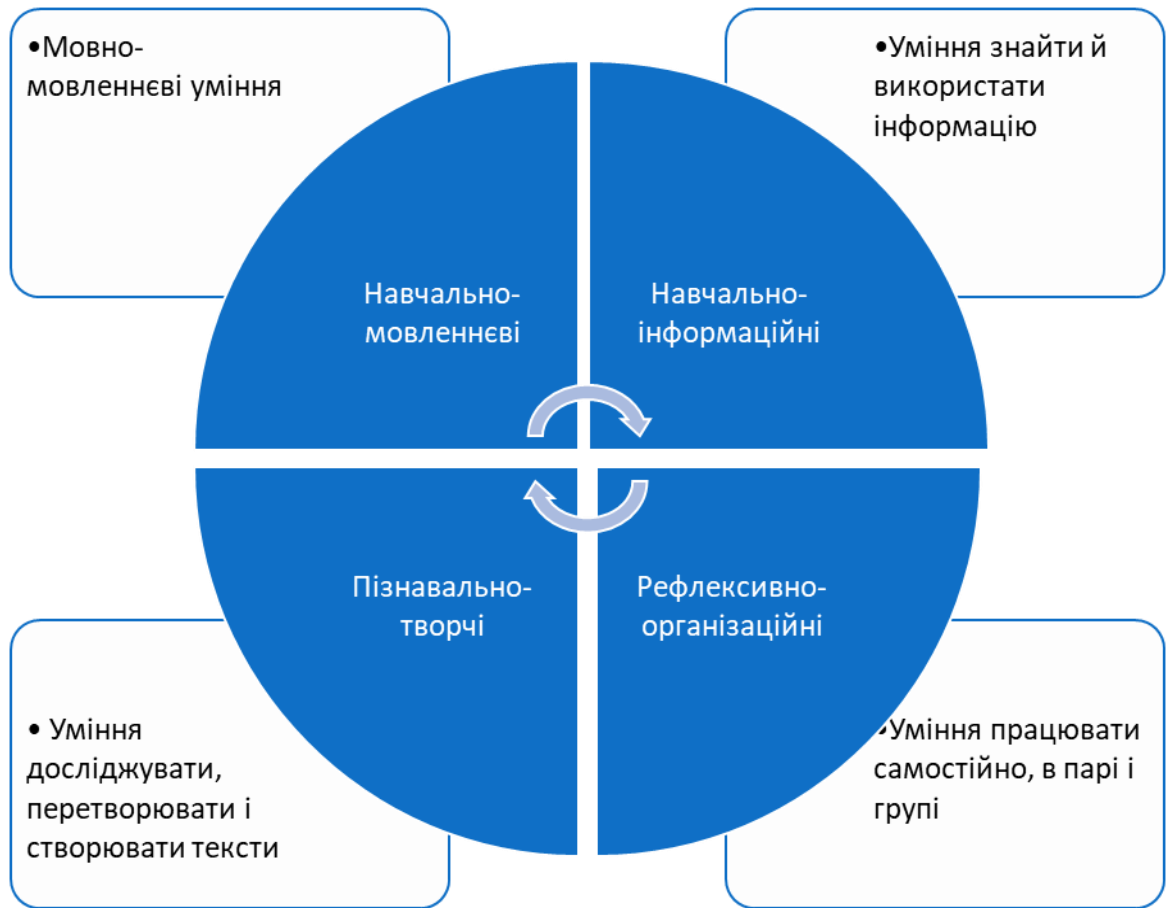 •Мовно-
мовленнєві уміння
•Уміння знайти й
використати
інформацію
Навчально-
мовленнєві
Навчально-
інформаційні
Пізнавально-
творчі
Рефлексивно-
організаційні
• Уміння
досліджувати,
перетворювати і
створювати тексти
•Уміння працювати
самостійно, в парі і
групі